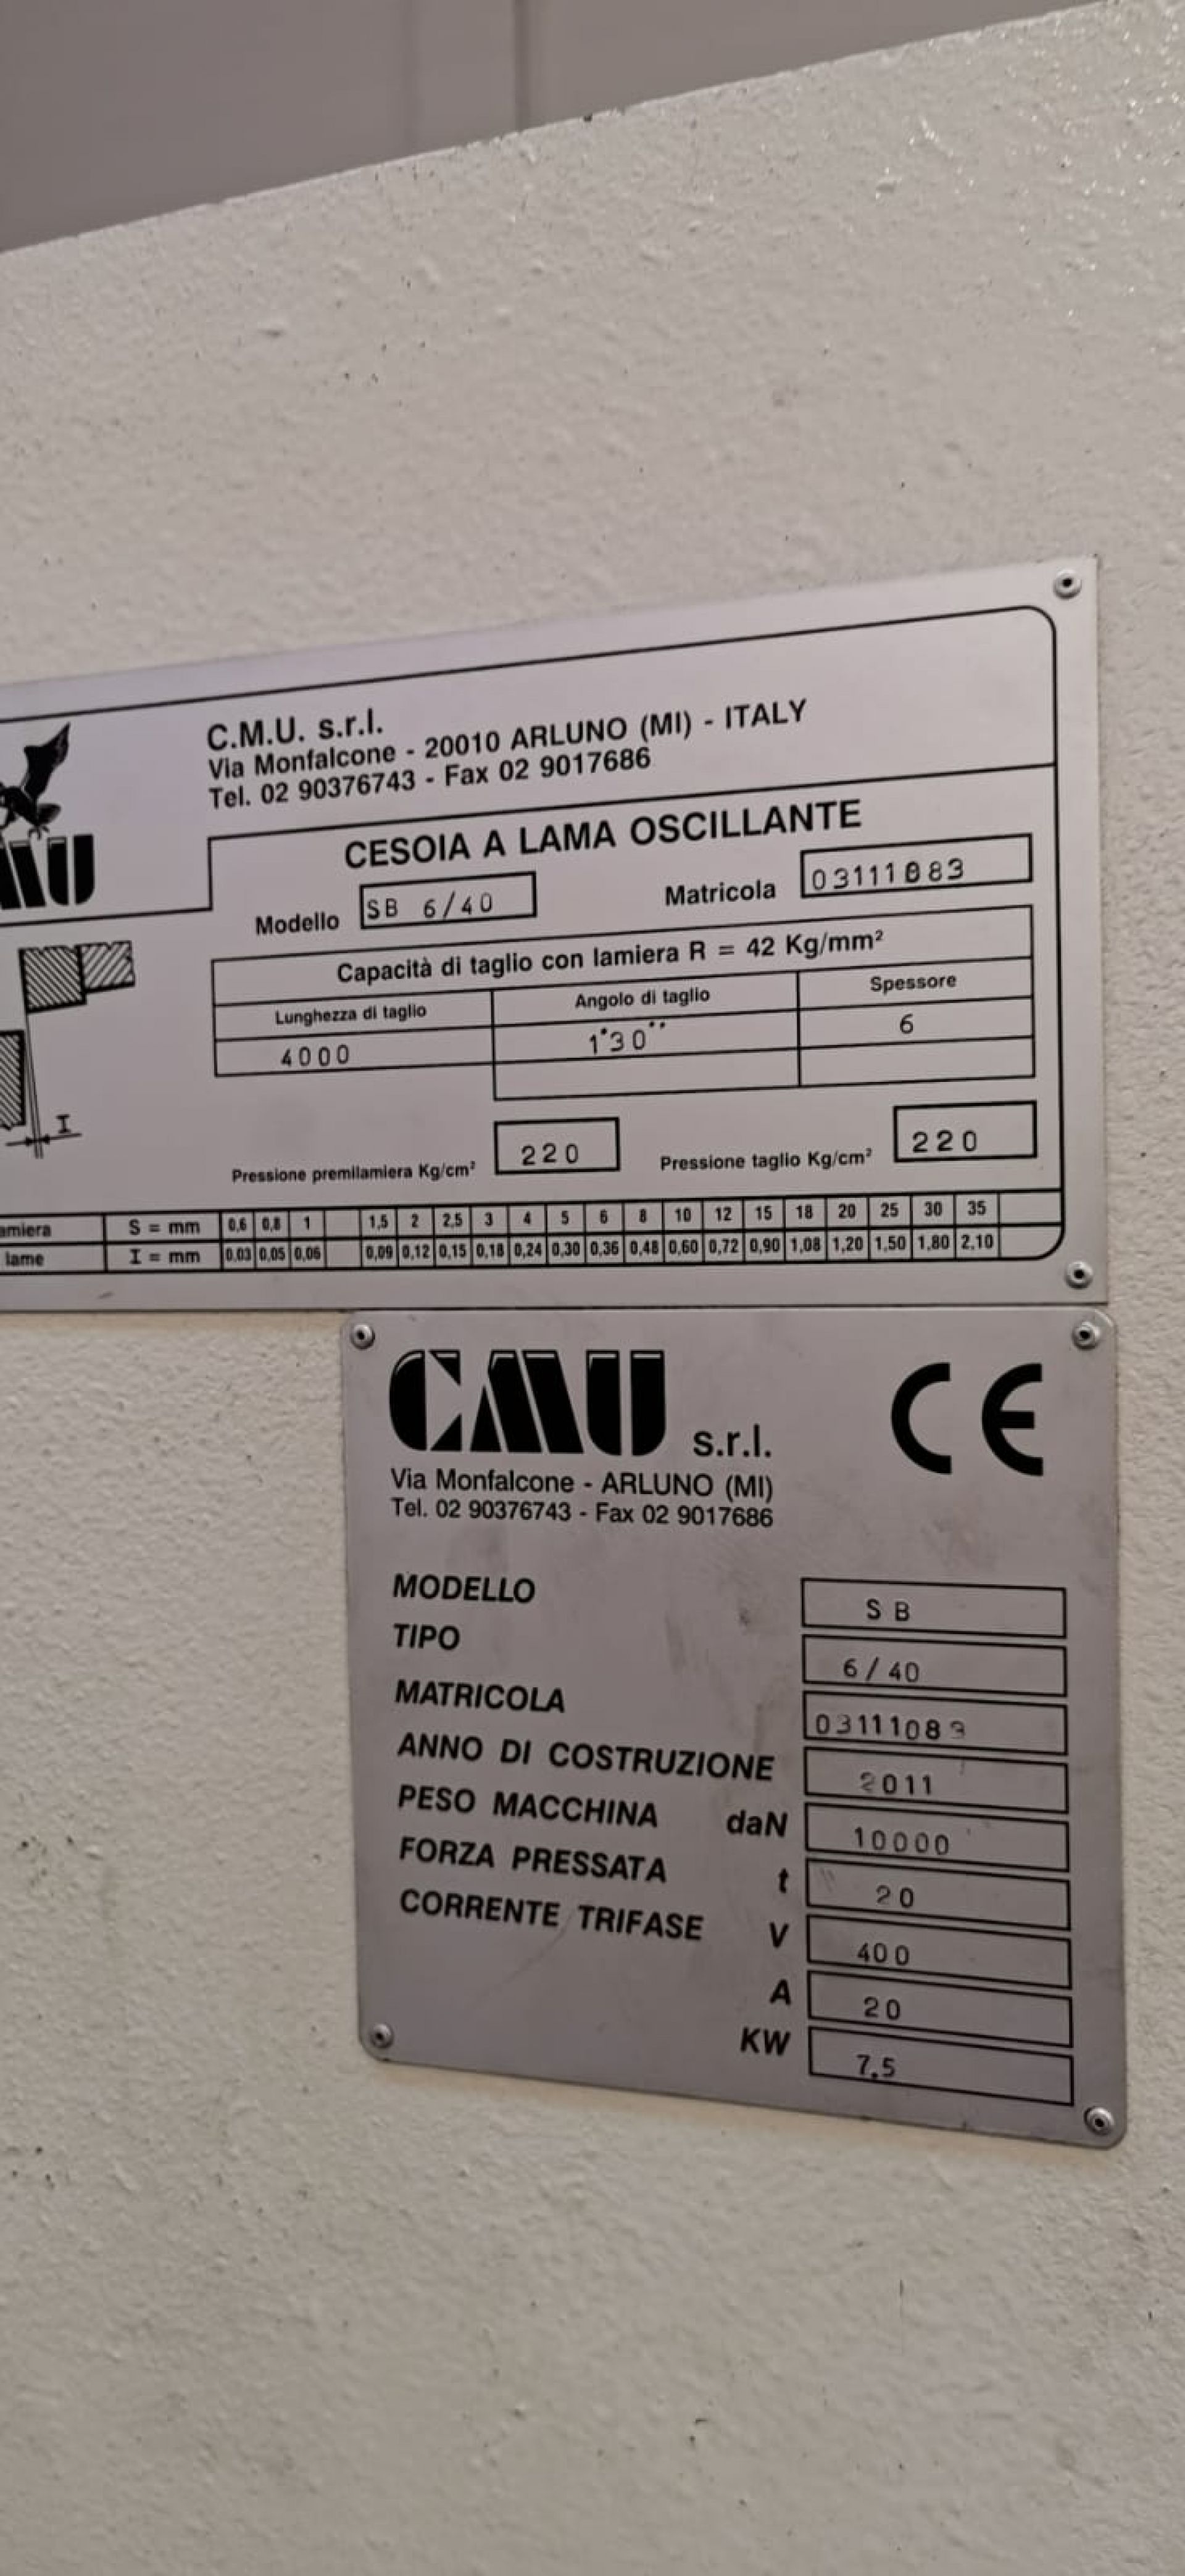 C.M.U. s.r.l.
Via Monfalcone - 20010 ARLUNO (MI) - ITALY
Tel. 02 90376743 - Fax 02 9017686
MU
CESOIA A LAMA OSCILLANTE
Modello SB 6/40 Matricola
Capacità di taglio con lamiera R = 42 Kg/mm²
Lunghezza di taglio Angolo di taglio Spessore
4000 1°30'' 6
I
Pressione premilamiera Kg/cm² 220 Pressione taglio Kg/cm² 220
amiera S = mm 0,6 0,8 1 1,5 2 2,5 3 4 5 6 8 10 12 15 18 20 25 30 35
lame I = mm 0,03 0,05 0,06 0,09 0,12 0,15 0,18 0,24 0,30 0,36 0,48 0,60 0,72 0,90 1,08 1,20 1,50 1,80 2,10
CMU s.r.l. CE
Via Monfalcone - ARLUNO (MI)
Tel. 02 90376743 - Fax 02 9017686
MODELLO SB
TIPO 6/40
MATRICOLA 03111083
ANNO DI COSTRUZIONE 2011
PESO MACCHINA daN 10000
FORZA PRESSATA t 20
CORRENTE TRIFASE V 400
A 20
KW 7,5